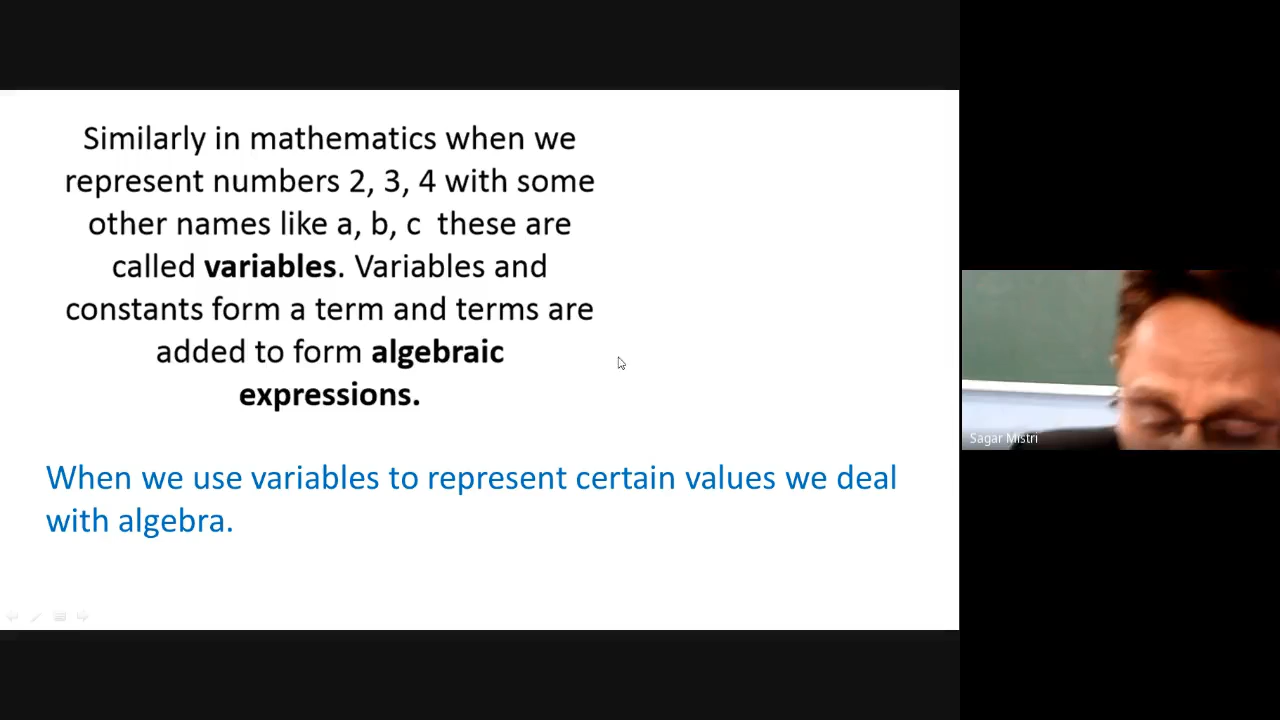 Similarly in mathematics when we
represent numbers 2, 3, 4 with some
other names like a, b, c  these are
called variables. Variables and
constants form a term and terms are
added to form algebraic
expressions.
When we use variables to represent certain values we deal
with algebra.
Sagar Mistri